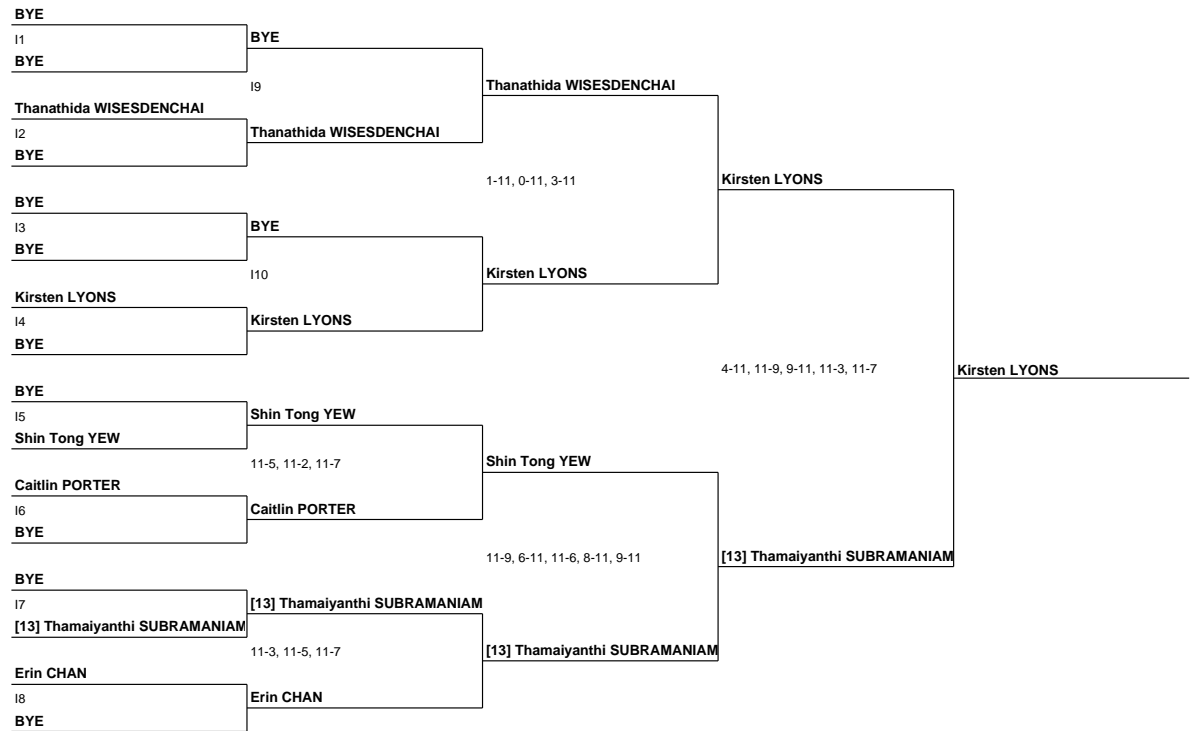 BYE
I1
BYE
BYE
I9
Thanathida WISESDENCHAI
Thanathida WISESDENCHAI
I2
Thanathida WISESDENCHAI
BYE
1-11, 0-11, 3-11
Kirsten LYONS
BYE
I3
BYE
BYE
I10
Kirsten LYONS
Kirsten LYONS
I4
Kirsten LYONS
BYE
4-11, 11-9, 9-11, 11-3, 11-7
Kirsten LYONS
BYE
I5
Shin Tong YEW
Shin Tong YEW
11-5, 11-2, 11-7
Shin Tong YEW
Caitlin PORTER
I6
Caitlin PORTER
BYE
11-9, 6-11, 11-6, 8-11, 9-11
[13] Thamaiyanthi SUBRAMANIAM
BYE
I7
[13] Thamaiyanthi SUBRAMANIAM
[13] Thamaiyanthi SUBRAMANIAM
11-3, 11-5, 11-7
[13] Thamaiyanthi SUBRAMANIAM
Erin CHAN
I8
Erin CHAN
BYE